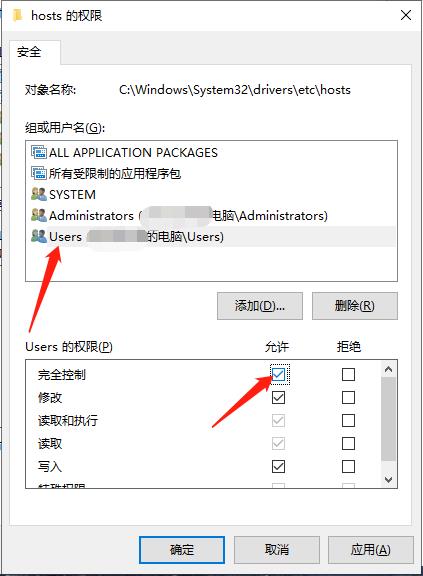 hosts 的权限
安全
对象名称: C:\Windows\System32\drivers\etc\hosts
组或用户名(G):
ALL APPLICATION PACKAGES
所有受限制的应用程序包
SYSTEM
Administrators ( 电脑\Administrators)
Users ( 的电脑\Users)
添加(D)... 删除(R)
Users 的权限(P) 允许 拒绝
完全控制
修改
读取和执行
读取
写入
特殊权限
确定 取消 应用(A)